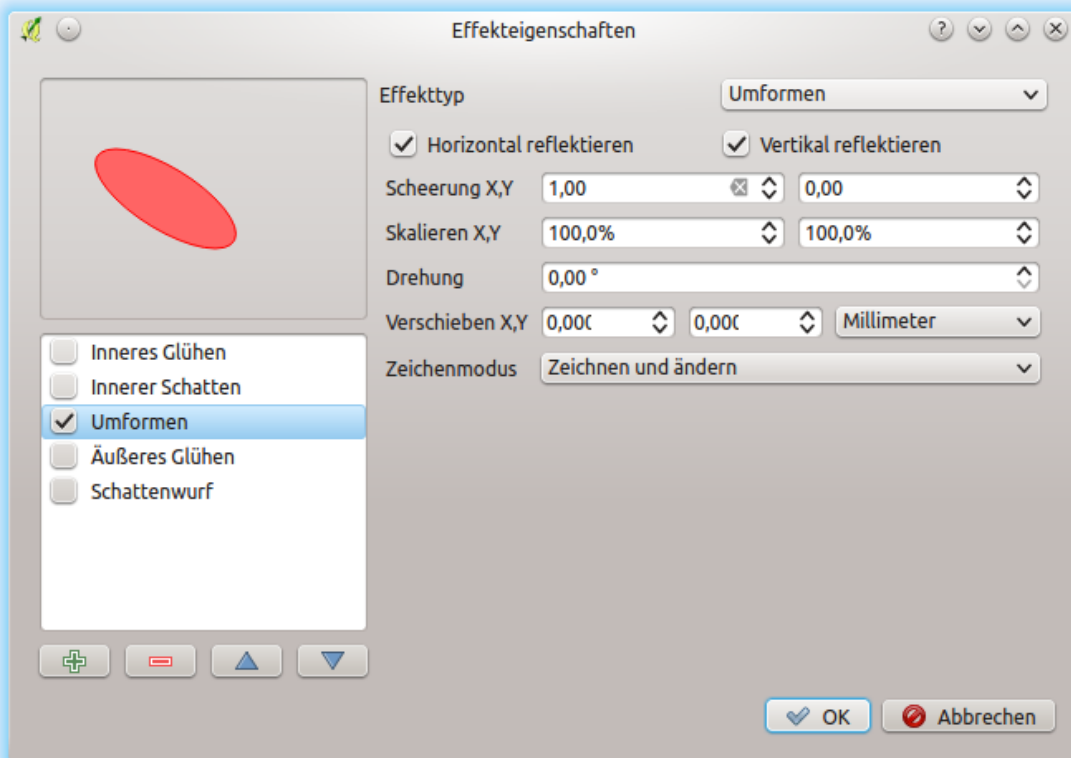 Effekteigenschaften
Effekttyp
Umformen
Horizontal reflektieren
Vertikal reflektieren
Scheerung X,Y
1,00
0,00
Skalieren X,Y
100,0%
100,0%
Drehung
0,00 °
Verschieben X,Y
0,000
0,000
Millimeter
Zeichenmodus
Zeichnen und ändern
Inneres Glühen
Innerer Schatten
Umformen
Äußeres Glühen
Schattenwurf
OK
Abbrechen